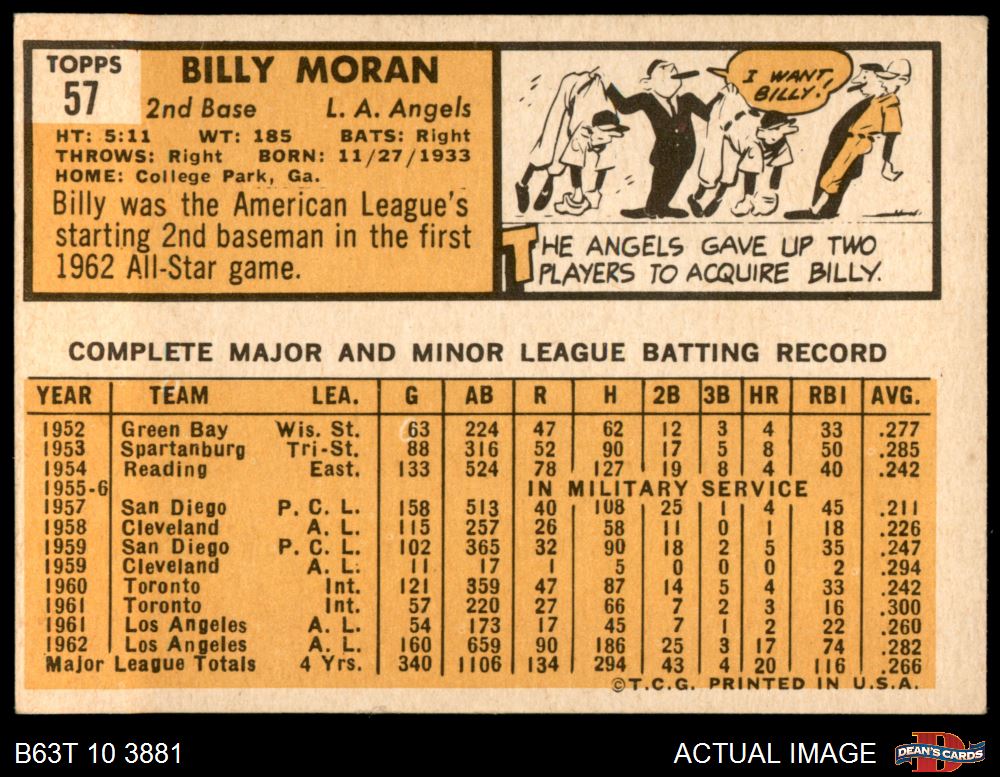 TOPPS
57
BILLY MORAN
2nd Base L. A. Angels
HT: 5:11 WT: 185 BATS: Right
THROWS: Right BORN: 11/27/1933
HOME: College Park, Ga.
Billy was the American League's
starting 2nd baseman in the first
1962 All-Star game.
I WANT
BILLY!
THE ANGELS GAVE UP TWO
PLAYERS TO ACQUIRE BILLY.
COMPLETE MAJOR AND MINOR LEAGUE BATTING RECORD
YEAR TEAM LEA. G AB R H 2B 3B HR RBI AVG.
1952 Green Bay Wis. St. 63 224 47 62 12 3 4 33 .277
1953 Spartanburg Tri-St. 88 316 52 90 17 5 8 50 .285
1954 Reading East. 133 524 78 127 19 8 4 40 .242
1955-6 IN MILITARY SERVICE
1957 San Diego P. C. L. 158 513 40 108 25 1 4 45 .211
1958 Cleveland A. L. 115 257 26 58 11 0 1 18 .226
1959 San Diego P. C. L. 102 365 32 90 18 2 5 35 .247
1959 Cleveland A. L. 11 17 1 5 0 0 0 2 .294
1960 Toronto Int. 121 359 47 87 14 5 4 33 .242
1961 Toronto Int. 57 220 27 66 7 2 3 16 .300
1961 Los Angeles A. L. 54 173 17 45 7 1 2 22 .260
1962 Los Angeles A. L. 160 659 90 186 25 3 17 74 .282
Major League Totals 4 Yrs. 340 1106 134 294 43 4 20 116 .266
©T.C.G. PRINTED IN U.S.A.
B63T 10 3881 ACTUAL IMAGE
DEAN'S CARDS